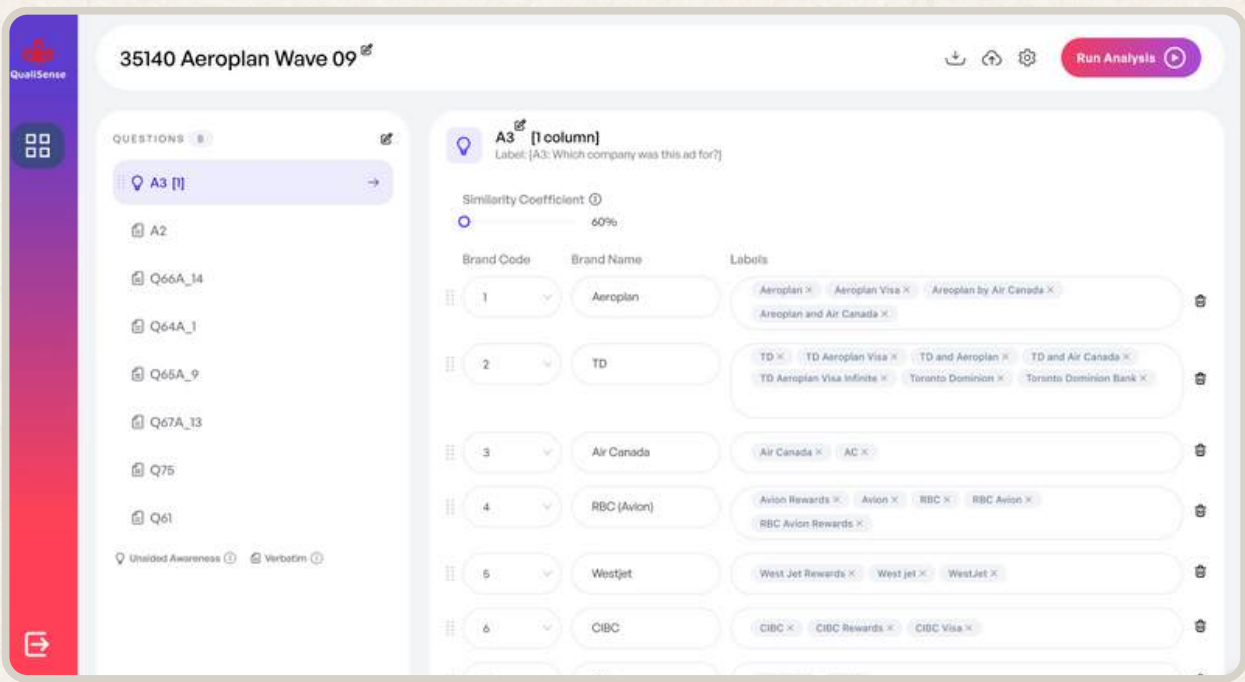 QualiSense
35140 Aeroplan Wave 09
Run Analysis
QUESTIONS 8
A3 [1]
A2
Q66A_14
Q64A_1
Q65A_9
Q67A_13
Q75
Q61
Unaided Awareness
Verbatim
A3 [1 column]
Label: [A3: Which company was this ad for?]
Similarity Coefficient
60%
Brand Code Brand Name Labels
1 Aeroplan Aeroplan × Aeroplan Visa × Areoplan by Air Canada ×
Areoplan and Air Canada ×
2 TD TD × TD Aeroplan Visa × TD and Aeroplan × TD and Air Canada ×
TD Aeroplan Visa Infinite × Toronto Dominion × Toronto Dominion Bank ×
3 Air Canada Air Canada × AC ×
4 RBC (Avion) Avion Rewards × Avion × RBC × RBC Avion ×
RBC Avion Rewards ×
5 Westjet West Jet Rewards × West jet × WestJet ×
6 CIBC CIBC × CIBC Rewards × CIBC Visa ×